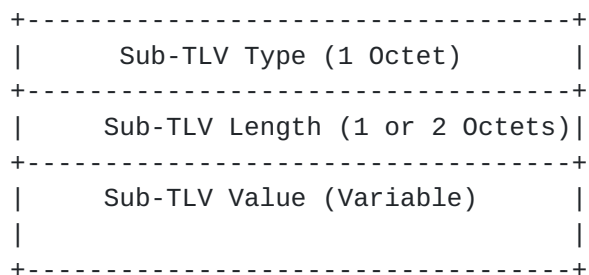 +-----------------------------------+
|      Sub-TLV Type (1 Octet)       |
+-----------------------------------+
|     Sub-TLV Length (1 or 2 Octets)|
+-----------------------------------+
|     Sub-TLV Value (Variable)      |
|                                   |
+-----------------------------------+